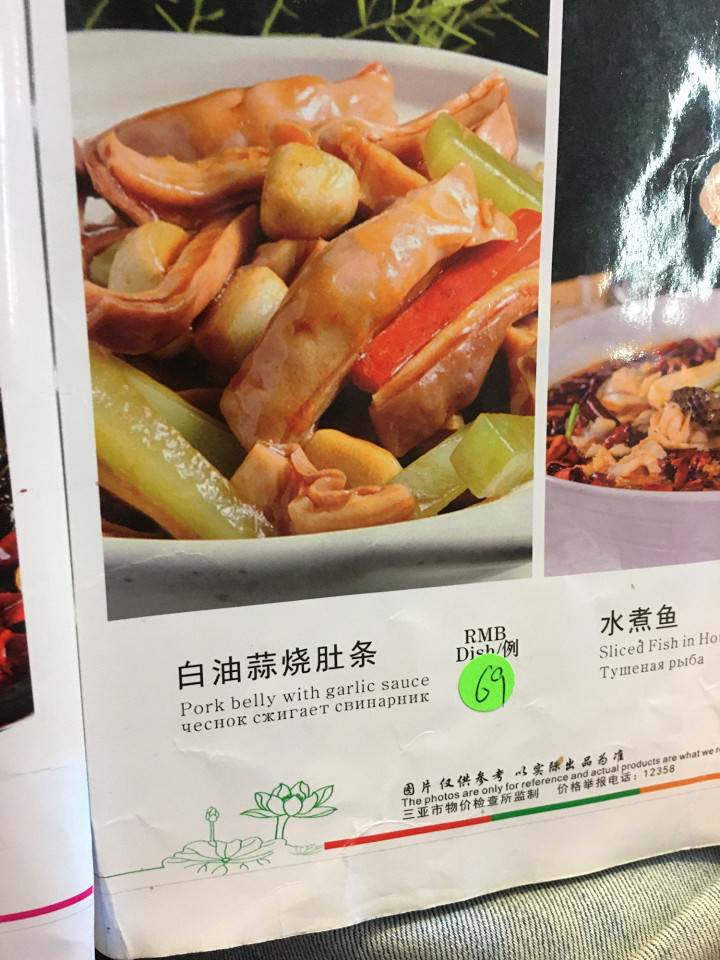 白油蒜烧肚条
Pork belly with garlic sauce
чеснок сжигает свинарник
RMB
Dish/例
69
水煮鱼
Sliced Fish in Hot
Тушеная рыба
图片仅供参考 以实际出品为准
The photos are only for reference and actual products are what we
三亚市物价检查所监制 价格举报电话：12358